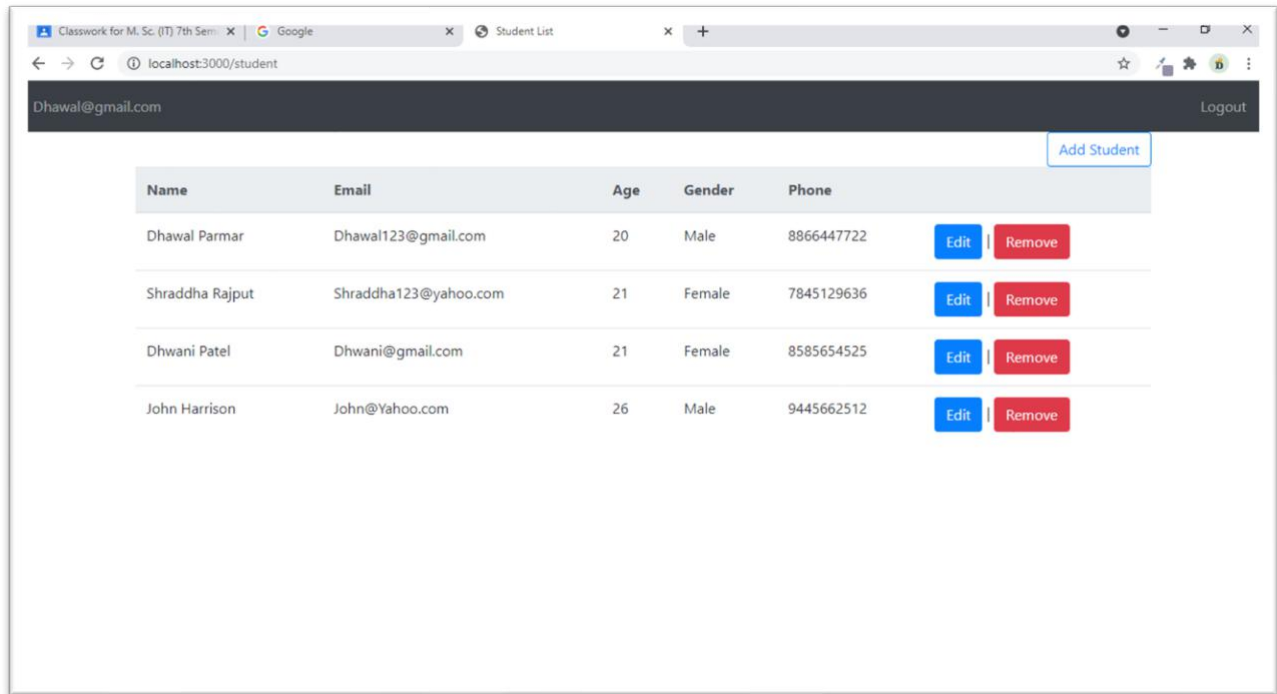 Classwork for M. Sc. (IT) 7th Sem Google Student List
localhost:3000/student
Dhawal@gmail.com Logout
Add Student
Name Email Age Gender Phone
Dhawal Parmar Dhawal123@gmail.com 20 Male 8866447722 Edit | Remove
Shraddha Rajput Shraddha123@yahoo.com 21 Female 7845129636 Edit | Remove
Dhwani Patel Dhwani@gmail.com 21 Female 8585654525 Edit | Remove
John Harrison John@Yahoo.com 26 Male 9445662512 Edit | Remove